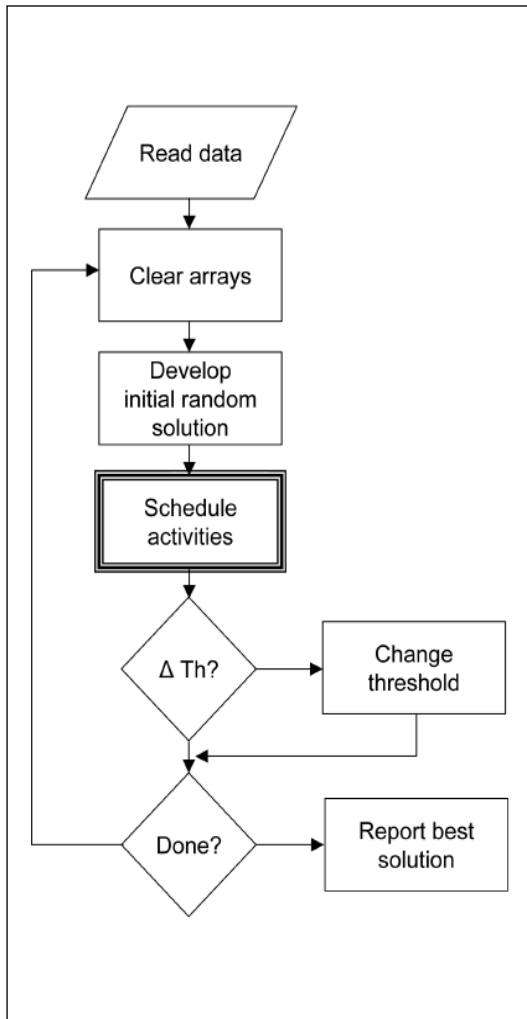 Read data
Clear arrays
Develop
initial random
solution
Schedule
activities
Δ Th?
Change
threshold
Done?
Report best
solution